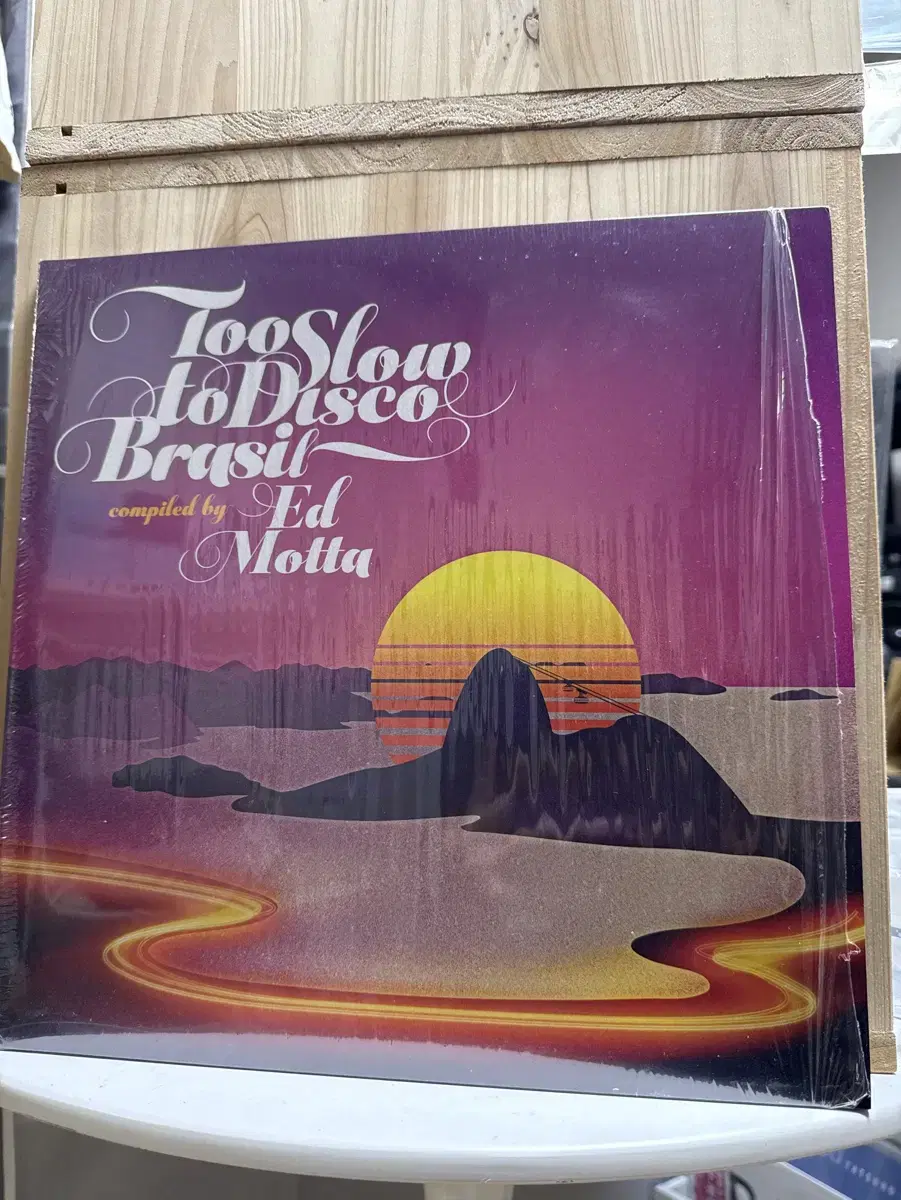 Too Slow
to Disco
Brasil
compiled by Ed
Motta